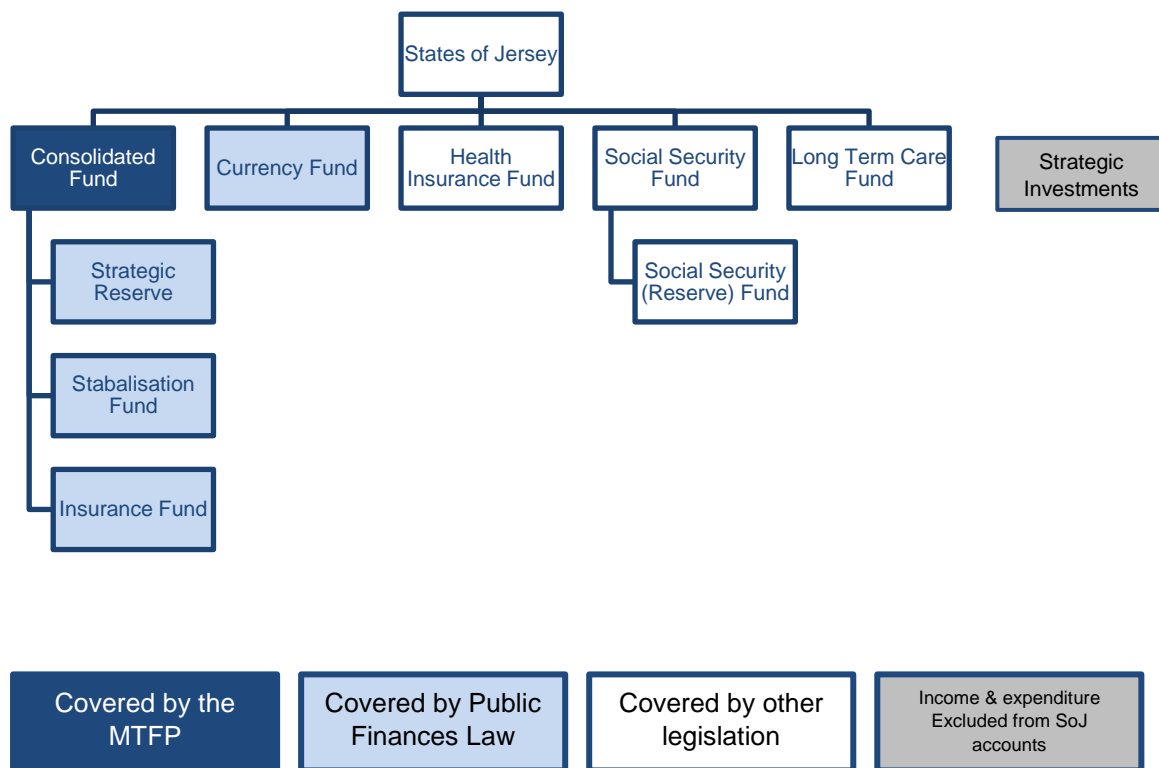 States of Jersey
Consolidated
Fund
Currency Fund
Health
Insurance Fund
Social Security
Fund
Long Term Care
Fund
Strategic
Investments
Strategic
Reserve
Social Security
(Reserve) Fund
Stabalisation
Fund
Insurance Fund
Covered by the
MTFP
Covered by Public
Finances Law
Covered by other
legislation
Income & expenditure
Excluded from SoJ
accounts